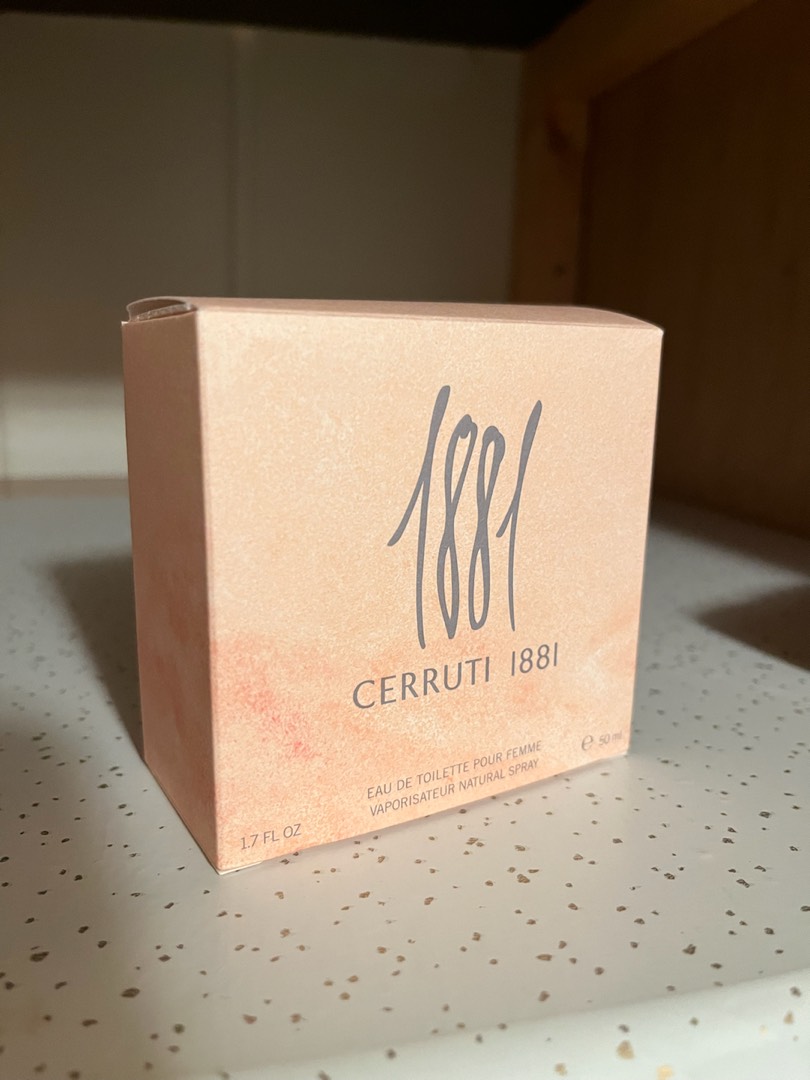 1881
CERRUTI 1881
EAU DE TOILETTE POUR FEMME
VAPORISATEUR NATURAL SPRAY
1.7 FL OZ
℮ 50 ml